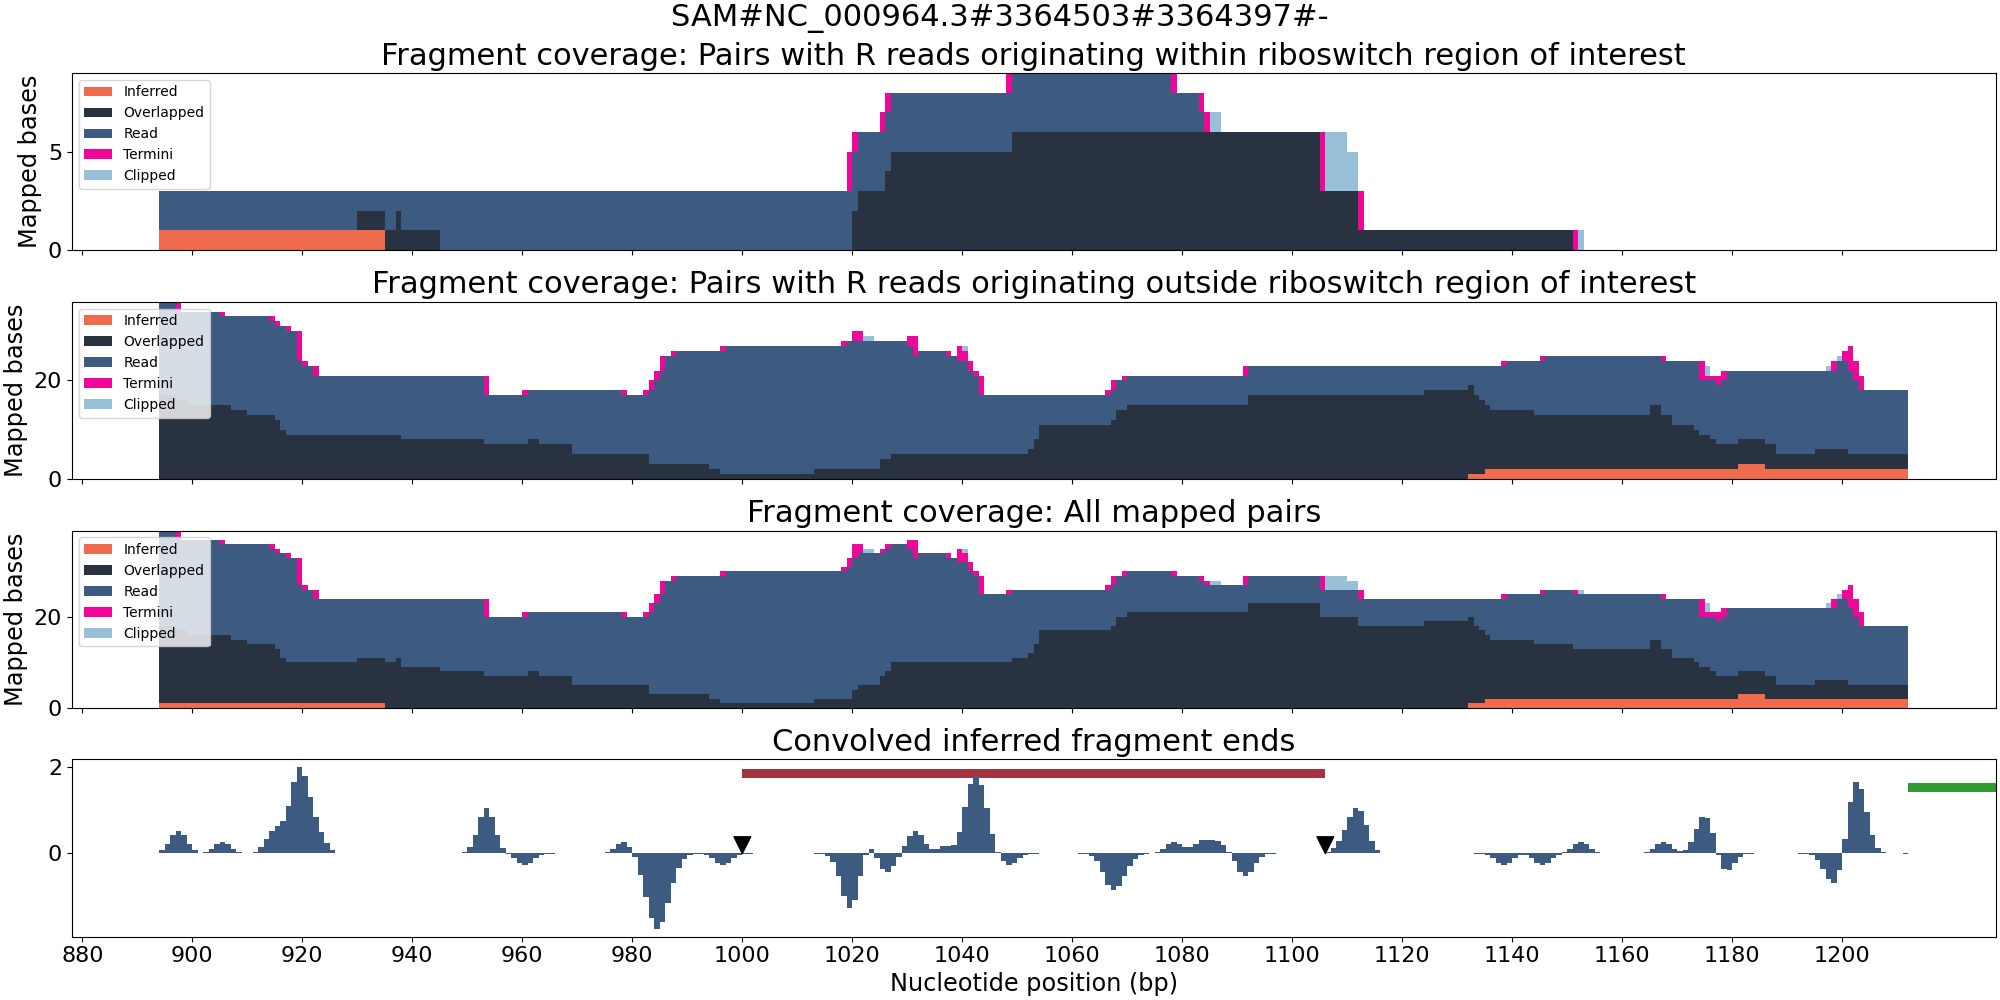 SAM#NC_000964.3#3364503#3364397#-
Fragment coverage: Pairs with R reads originating within riboswitch region of interest
Mapped bases
5
0
Inferred
Overlapped
Read
Termini
Clipped
Fragment coverage: Pairs with R reads originating outside riboswitch region of interest
Mapped bases
20
0
Inferred
Overlapped
Read
Termini
Clipped
Fragment coverage: All mapped pairs
Mapped bases
20
0
Inferred
Overlapped
Read
Termini
Clipped
Convolved inferred fragment ends
2
0
880 900 920 940 960 980 1000 1020 1040 1060 1080 1100 1120 1140 1160 1180 1200
Nucleotide position (bp)